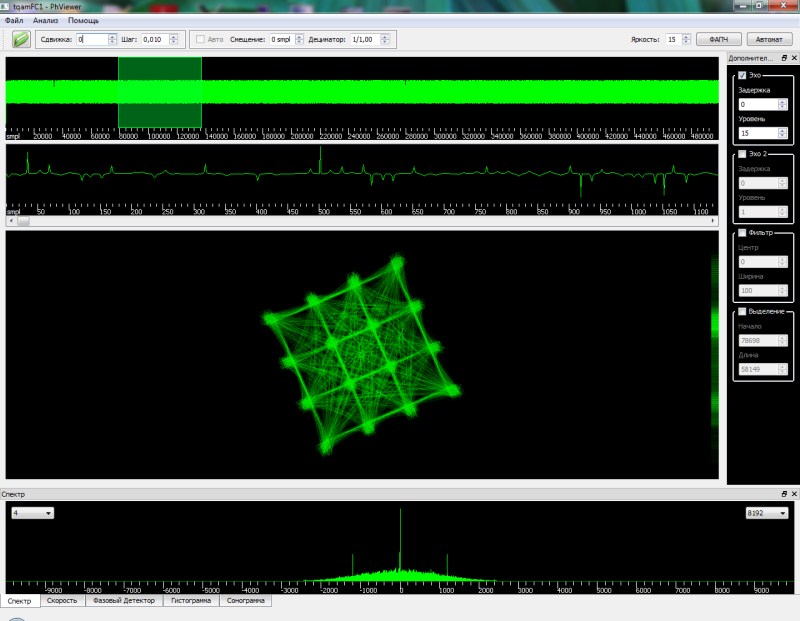 tqamFC1 - PhViewer
Файл Анализ Помощь
Сдвижка: 0 Шаг: 0,010 Авто Смещение: 0 smpl Дециматор: 1/1,00 Яркость: 15 ФАПЧ Автомат
Дополнител...
Эхо
Задержка
0
Уровень
15
smpl 20000 40000 60000 80000 100000 120000 140000 160000 180000 200000 220000 240000 260000 280000 300000 320000 340000 360000 380000 400000 420000 440000 460000 480000
Эхо 2
Задержка
0
Уровень
1
smpl 50 100 150 200 250 300 350 400 450 500 550 600 650 700 750 800 850 900 950 1000 1050 1100
Фильтр
Центр
0
Ширина
100
Выделение
Начало
78698
Длина
58149
Спектр
4 8192
-9000 -8000 -7000 -6000 -5000 -4000 -3000 -2000 -1000 0 1000 2000 3000 4000 5000 6000 7000 8000 9000
Спектр Скорость Фазовый Детектор Гистограмма Сонограмма